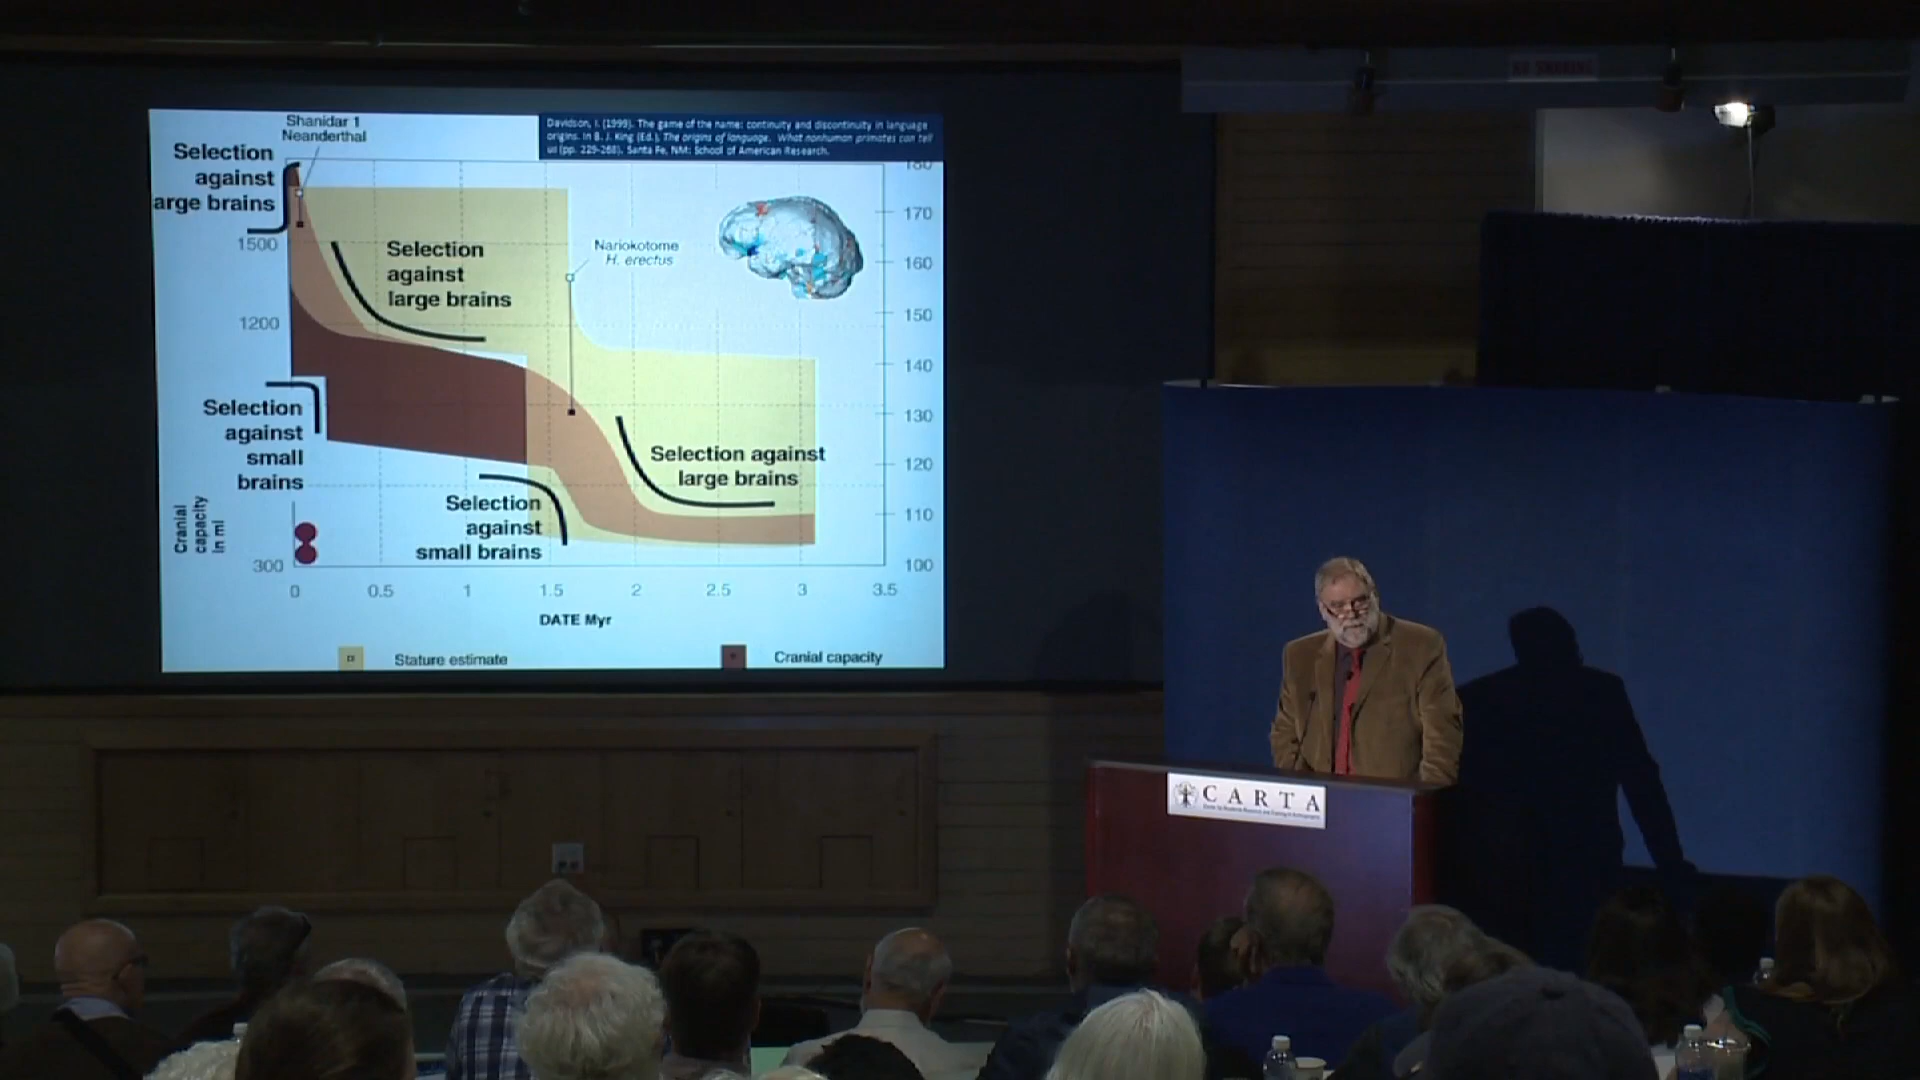 Shanidar 1
Neanderthal
Davidson, I. (1999). The game of the name: continuity and discontinuity in language
origins. In B. J. King (Ed.), The origins of language. What nonhuman primates can tell
us (pp. 229-268). Santa Fe, NM: School of American Research.
Selection
against
arge brains
180
170
160
150
140
130
120
110
100
1500
1200
300
Selection
against
large brains
Nariokotome
H. erectus
Selection
against
small
brains
Selection against
large brains
Selection
against
small brains
Cranial
capacity
in ml
0 0.5 1 1.5 2 2.5 3 3.5
DATE Myr
Stature estimate
Cranial capacity
NO SMOKING
CARTA